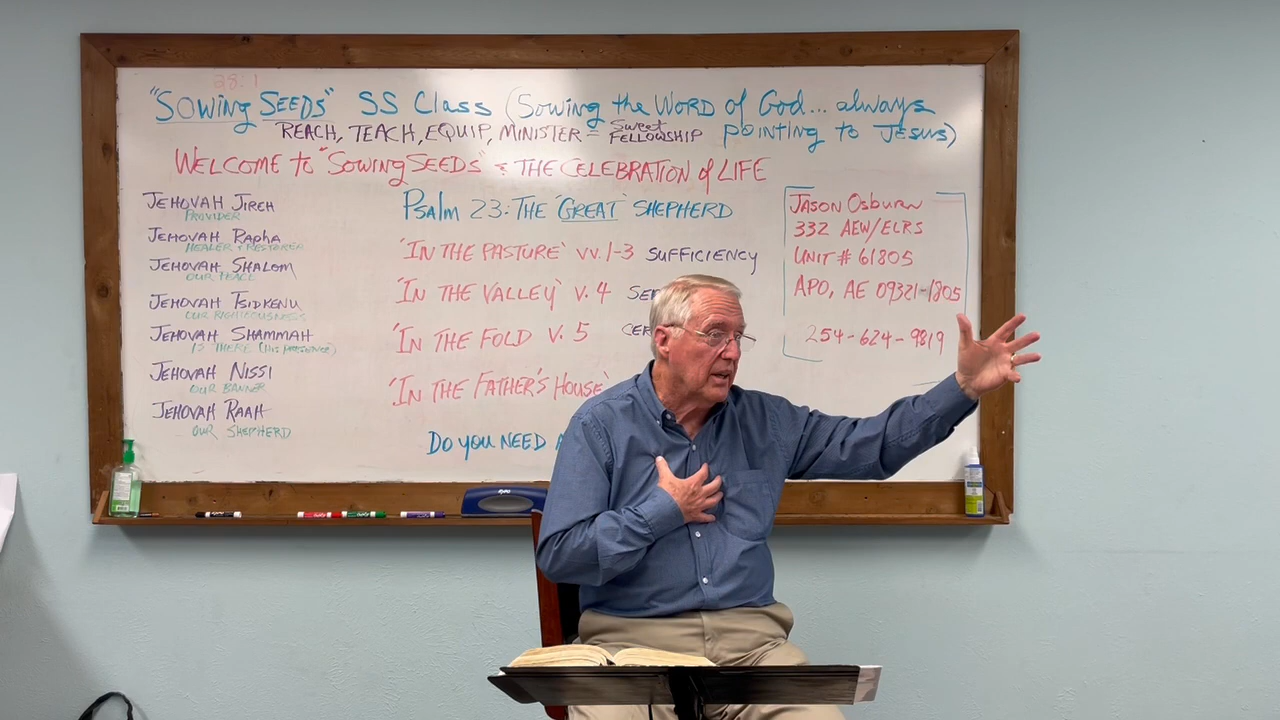 28:1
"SOWING SEEDS" SS CLASS (SOWING THE WORD OF GOD... always
pointing to JESUS)
REACH, TEACH, EQUIP, MINISTER = Sweet FELLOWSHIP
WELCOME to "SOWING SEEDS" & THE CELEBRATION of LIFE
JEHOVAH JIREH
PROVIDER
JEHOVAH RAPHA
HEALER & RESTORER
JEHOVAH SHALOM
OUR PEACE
JEHOVAH TSIDKENU
OUR RIGHTEOUSNESS
JEHOVAH SHAMMAH
IS THERE (His presence)
JEHOVAH NISSI
OUR BANNER
JEHOVAH RAAH
OUR SHEPHERD
Psalm 23: THE 'GREAT' SHEPHERD
'IN THE PASTURE' vv. 1-3 SUFFICIENCY
'IN THE VALLEY' v. 4 SE
'IN THE FOLD v. 5 CER
'IN THE FATHER'S HOUSE'
DO YOU NEED A
JASON OSBURN
332 AEW/ELRS
UNIT # 61805
APO, AE 09321-1805
254-624-9819